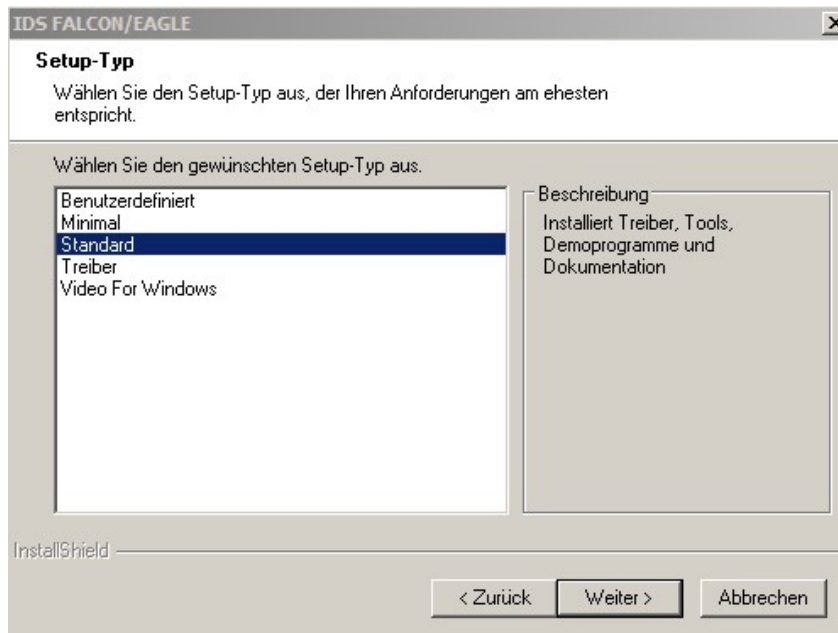 IDS FALCON/EAGLE
Setup-Typ
Wählen Sie den Setup-Typ aus, der Ihren Anforderungen am ehesten
entspricht.
Wählen Sie den gewünschten Setup-Typ aus.
Benutzerdefiniert
Minimal
Standard
Treiber
Video For Windows
Beschreibung
Installiert Treiber, Tools,
Demoprogramme und
Dokumentation
InstallShield
< Zurück
Weiter >
Abbrechen